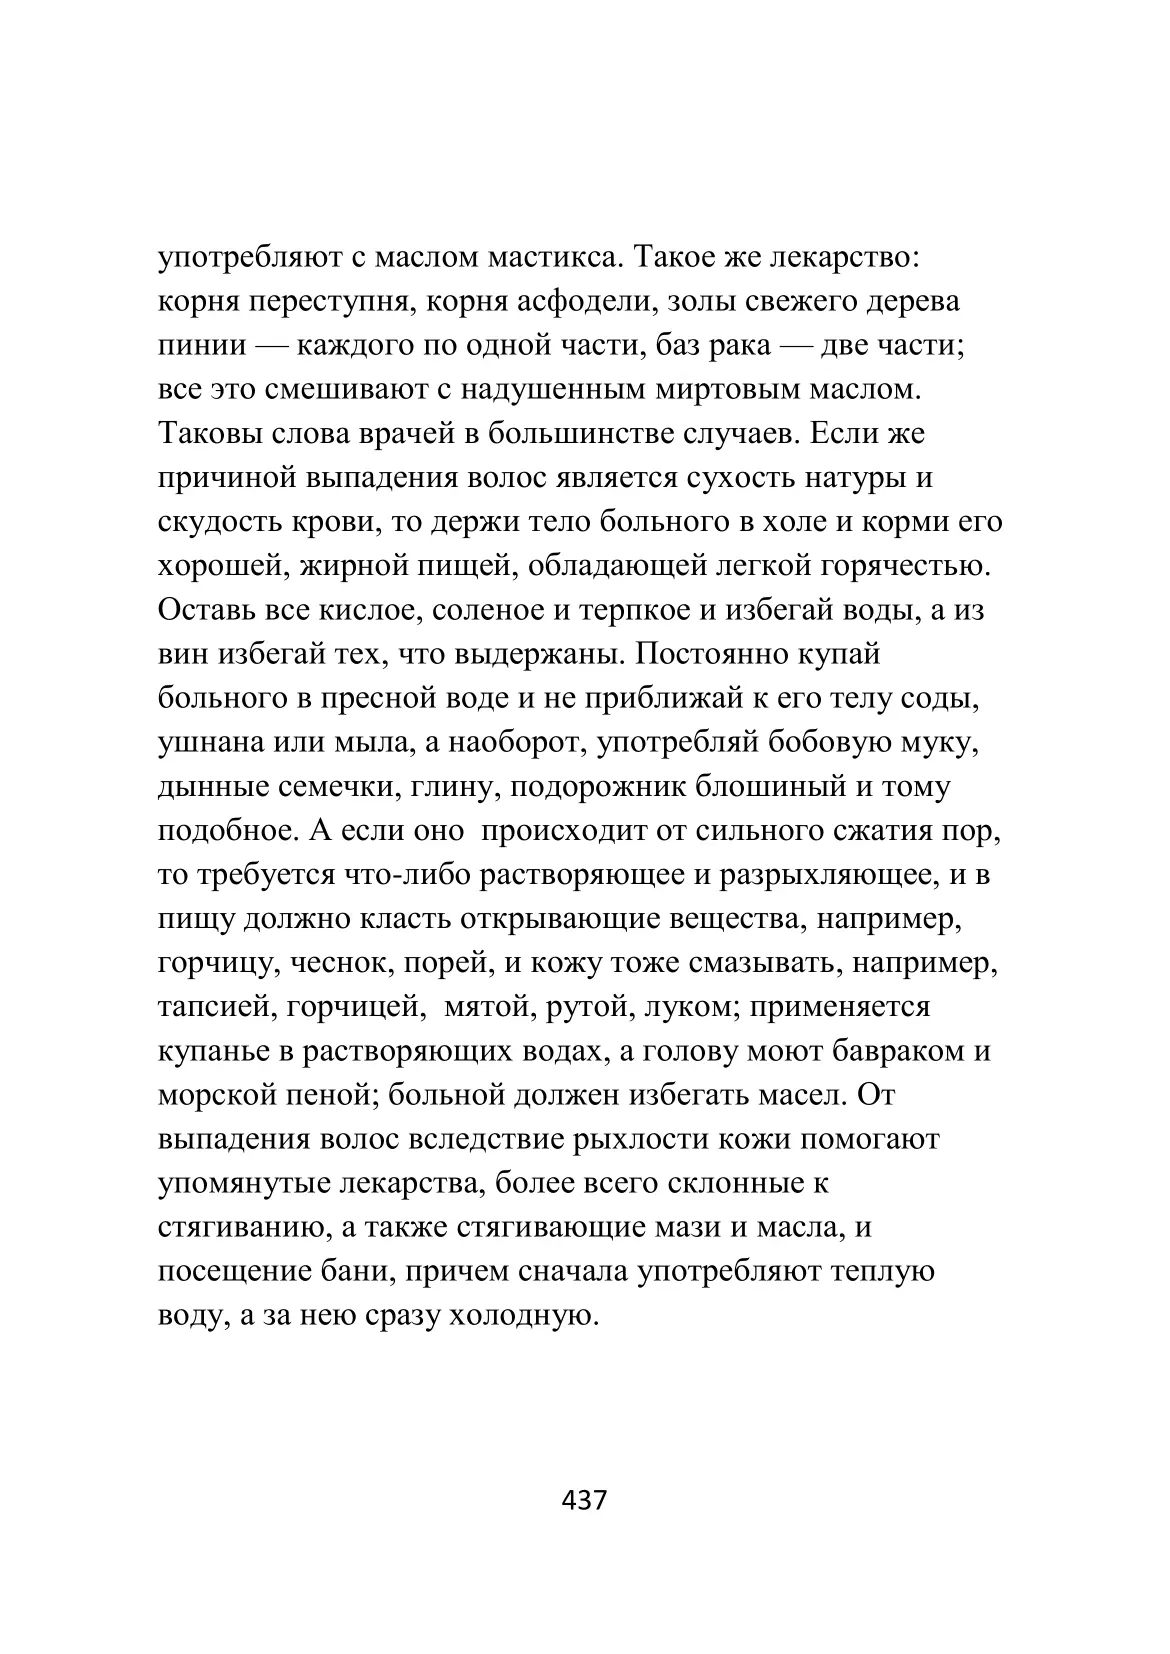 употребляют с маслом мастикса. Такое же лекарство:
корня переступня, корня асфодели, золы свежего дерева
пинии — каждого по одной части, баз рака — две части;
все это смешивают с надушенным миртовым маслом.
Таковы слова врачей в большинстве случаев. Если же
причиной выпадения волос является сухость натуры и
скудость крови, то держи тело больного в холе и корми его
хорошей, жирной пищей, обладающей легкой горячестью.
Оставь все кислое, соленое и терпкое и избегай воды, а из
вин избегай тех, что выдержаны. Постоянно купай
больного в пресной воде и не приближай к его телу соды,
ушнана или мыла, а наоборот, употребляй бобовую муку,
дынные семечки, глину, подорожник блошиный и тому
подобное. А если оно  происходит от сильного сжатия пор,
то требуется что-либо растворяющее и разрыхляющее, и в
пищу должно класть открывающие вещества, например,
горчицу, чеснок, порей, и кожу тоже смазывать, например,
тапсией, горчицей,  мятой, рутой, луком; применяется
купанье в растворяющих водах, а голову моют бавраком и
морской пеной; больной должен избегать масел. От
выпадения волос вследствие рыхлости кожи помогают
упомянутые лекарства, более всего склонные к
стягиванию, а также стягивающие мази и масла, и
посещение бани, причем сначала употребляют теплую
воду, а за нею сразу холодную.
437